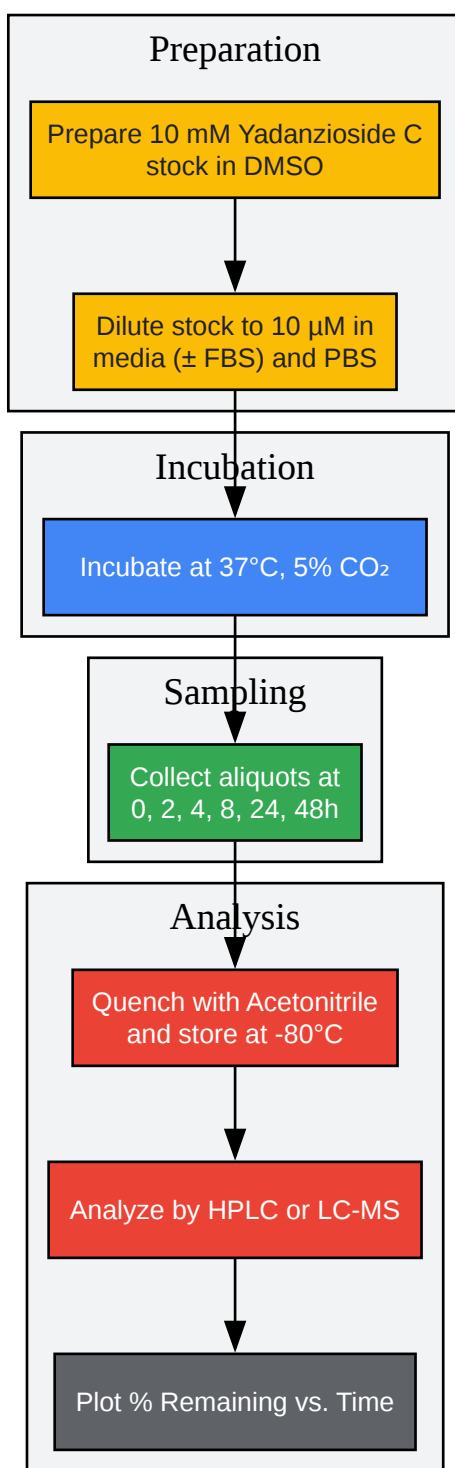 Preparation
Prepare 10 mM Yadanzioside C
stock in DMSO
Dilute stock to 10 µM in
media (± FBS) and PBS
Incubation
Incubate at 37°C, 5% CO₂
Sampling
Collect aliquots at
0, 2, 4, 8, 24, 48h
Analysis
Quench with Acetonitrile
and store at -80°C
Analyze by HPLC or LC-MS
Plot % Remaining vs. Time